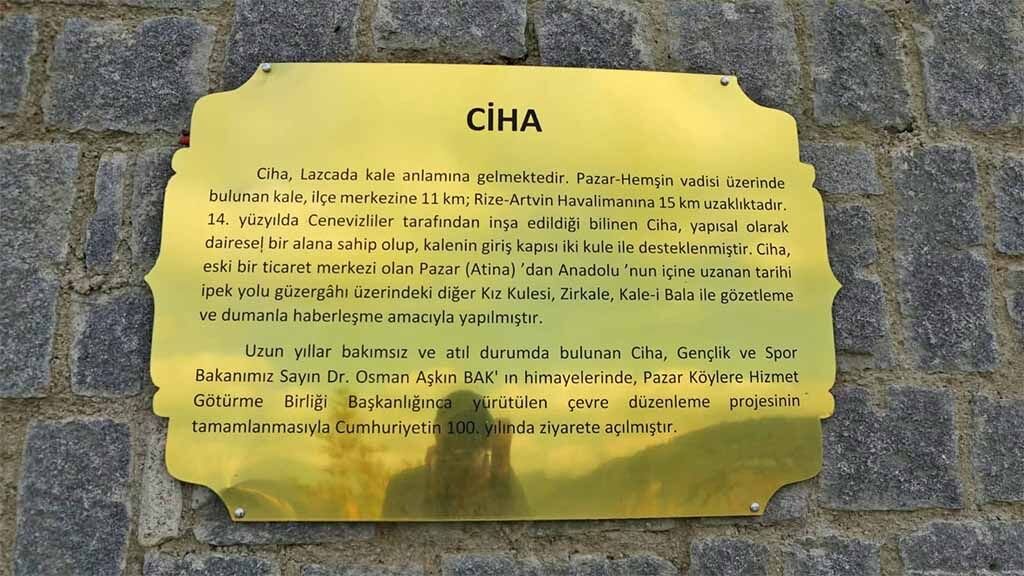 CİHA
Ciha, Lazcada kale anlamına gelmektedir. Pazar-Hemşin vadisi üzerinde
bulunan kale, ilçe merkezine 11 km; Rize-Artvin Havalimanına 15 km uzaklıktadır.
14. yüzyılda Cenevizliler tarafından inşa edildiği bilinen Ciha, yapısal olarak
dairesel bir alana sahip olup, kalenin giriş kapısı iki kule ile desteklenmiştir. Ciha,
eski bir ticaret merkezi olan Pazar (Atina) ’dan Anadolu ’nun içine uzanan tarihi
ipek yolu güzergâhı üzerindeki diğer Kız Kulesi, Zirkale, Kale-i Bala ile gözetleme
ve dumanla haberleşme amacıyla yapılmıştır.
Uzun yıllar bakımsız ve atıl durumda bulunan Ciha, Gençlik ve Spor
Bakanımız Sayın Dr. Osman Aşkın BAK' ın himayelerinde, Pazar Köylere Hizmet
Götürme Birliği Başkanlığınca yürütülen çevre düzenleme projesinin
tamamlanmasıyla Cumhuriyetin 100. yılında ziyarete açılmıştır.